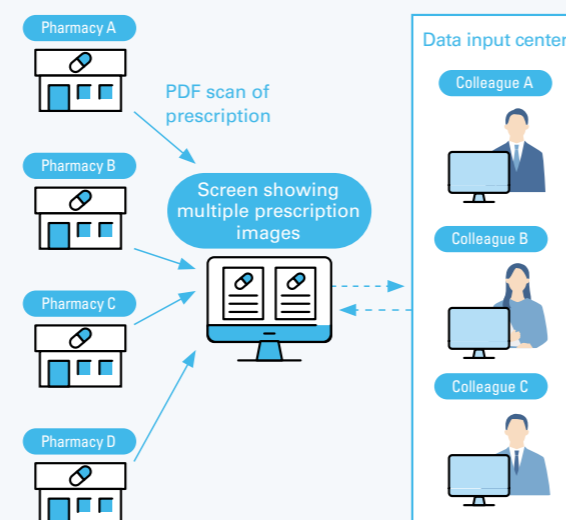 Pharmacy A
PDF scan of
prescription
Pharmacy B
Screen showing
multiple prescription
images
Pharmacy C
Pharmacy D
Data input center
Colleague A
Colleague B
Colleague C